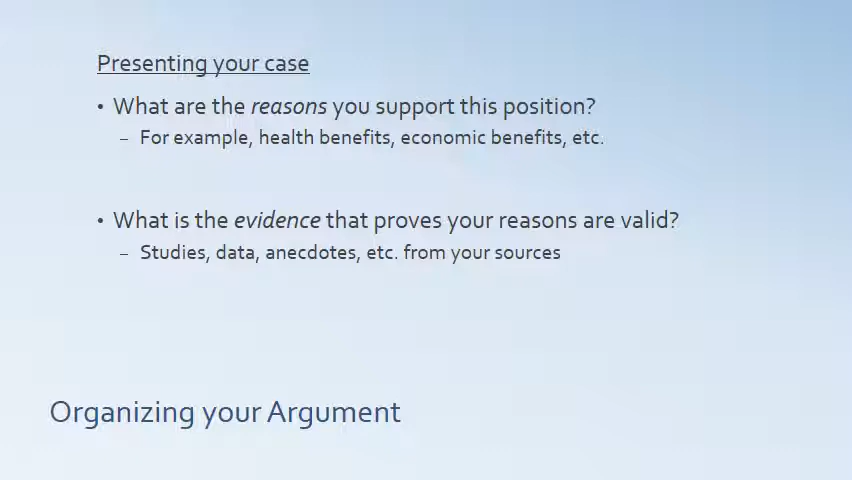 Presenting your case
• What are the reasons you support this position?
– For example, health benefits, economic benefits, etc.
• What is the evidence that proves your reasons are valid?
– Studies, data, anecdotes, etc. from your sources
Organizing your Argument